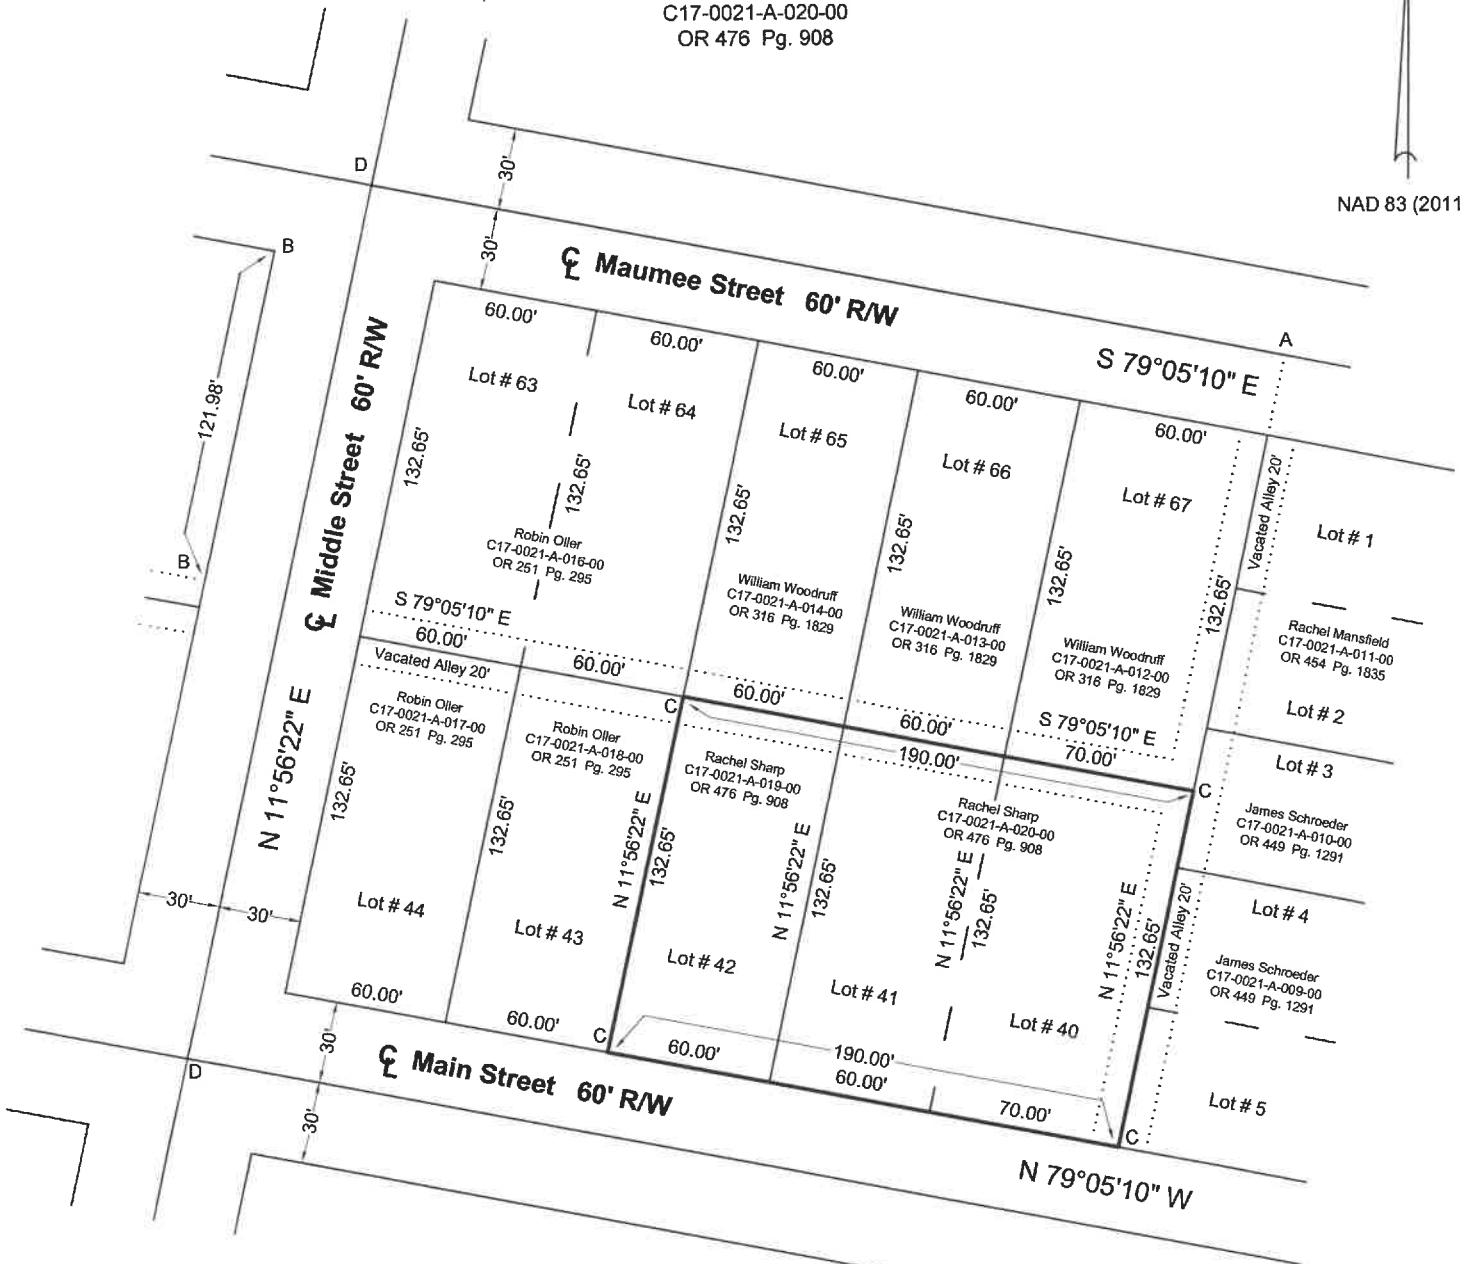 C17-0021-A-020-00
OR 476 Pg. 908
NAD 83 (2011
D
30'
30'
B
℄ Maumee Street 60' R/W
A
S 79°05'10" E
60.00'
60.00'
60.00'
60.00'
60.00'
Lot # 63
Lot # 64
Lot # 65
Lot # 66
Lot # 67
Vacated Alley 20'
Lot # 1
121.98'
B
℄ Middle Street 60' R/W
N 11°56'22" E
132.65'
132.65'
132.65'
132.65'
132.65'
132.65'
Robin Oller
C17-0021-A-016-00
OR 251 Pg. 295
William Woodruff
C17-0021-A-014-00
OR 316 Pg. 1829
William Woodruff
C17-0021-A-013-00
OR 316 Pg. 1829
William Woodruff
C17-0021-A-012-00
OR 316 Pg. 1829
Rachel Mansfield
C17-0021-A-011-00
OR 454 Pg. 1835
Lot # 2
S 79°05'10" E
60.00'
60.00'
60.00'
60.00'
S 79°05'10" E
70.00'
190.00'
Vacated Alley 20'
C
C
Lot # 3
James Schroeder
C17-0021-A-010-00
OR 449 Pg. 1291
Robin Oller
C17-0021-A-017-00
OR 251 Pg. 295
Robin Oller
C17-0021-A-018-00
OR 251 Pg. 295
Rachel Sharp
C17-0021-A-019-00
OR 476 Pg. 908
Rachel Sharp
C17-0021-A-020-00
OR 476 Pg. 908
132.65'
132.65'
N 11°56'22" E
132.65'
N 11°56'22" E
132.65'
N 11°56'22" E
132.65'
N 11°56'22" E
132.65'
Vacated Alley 20'
Lot # 4
James Schroeder
C17-0021-A-009-00
OR 449 Pg. 1291
30'
30'
Lot # 44
Lot # 43
Lot # 42
Lot # 41
Lot # 40
Lot # 5
60.00'
60.00'
C
60.00'
190.00'
60.00'
70.00'
C
30'
30'
D
℄ Main Street 60' R/W
N 79°05'10" W